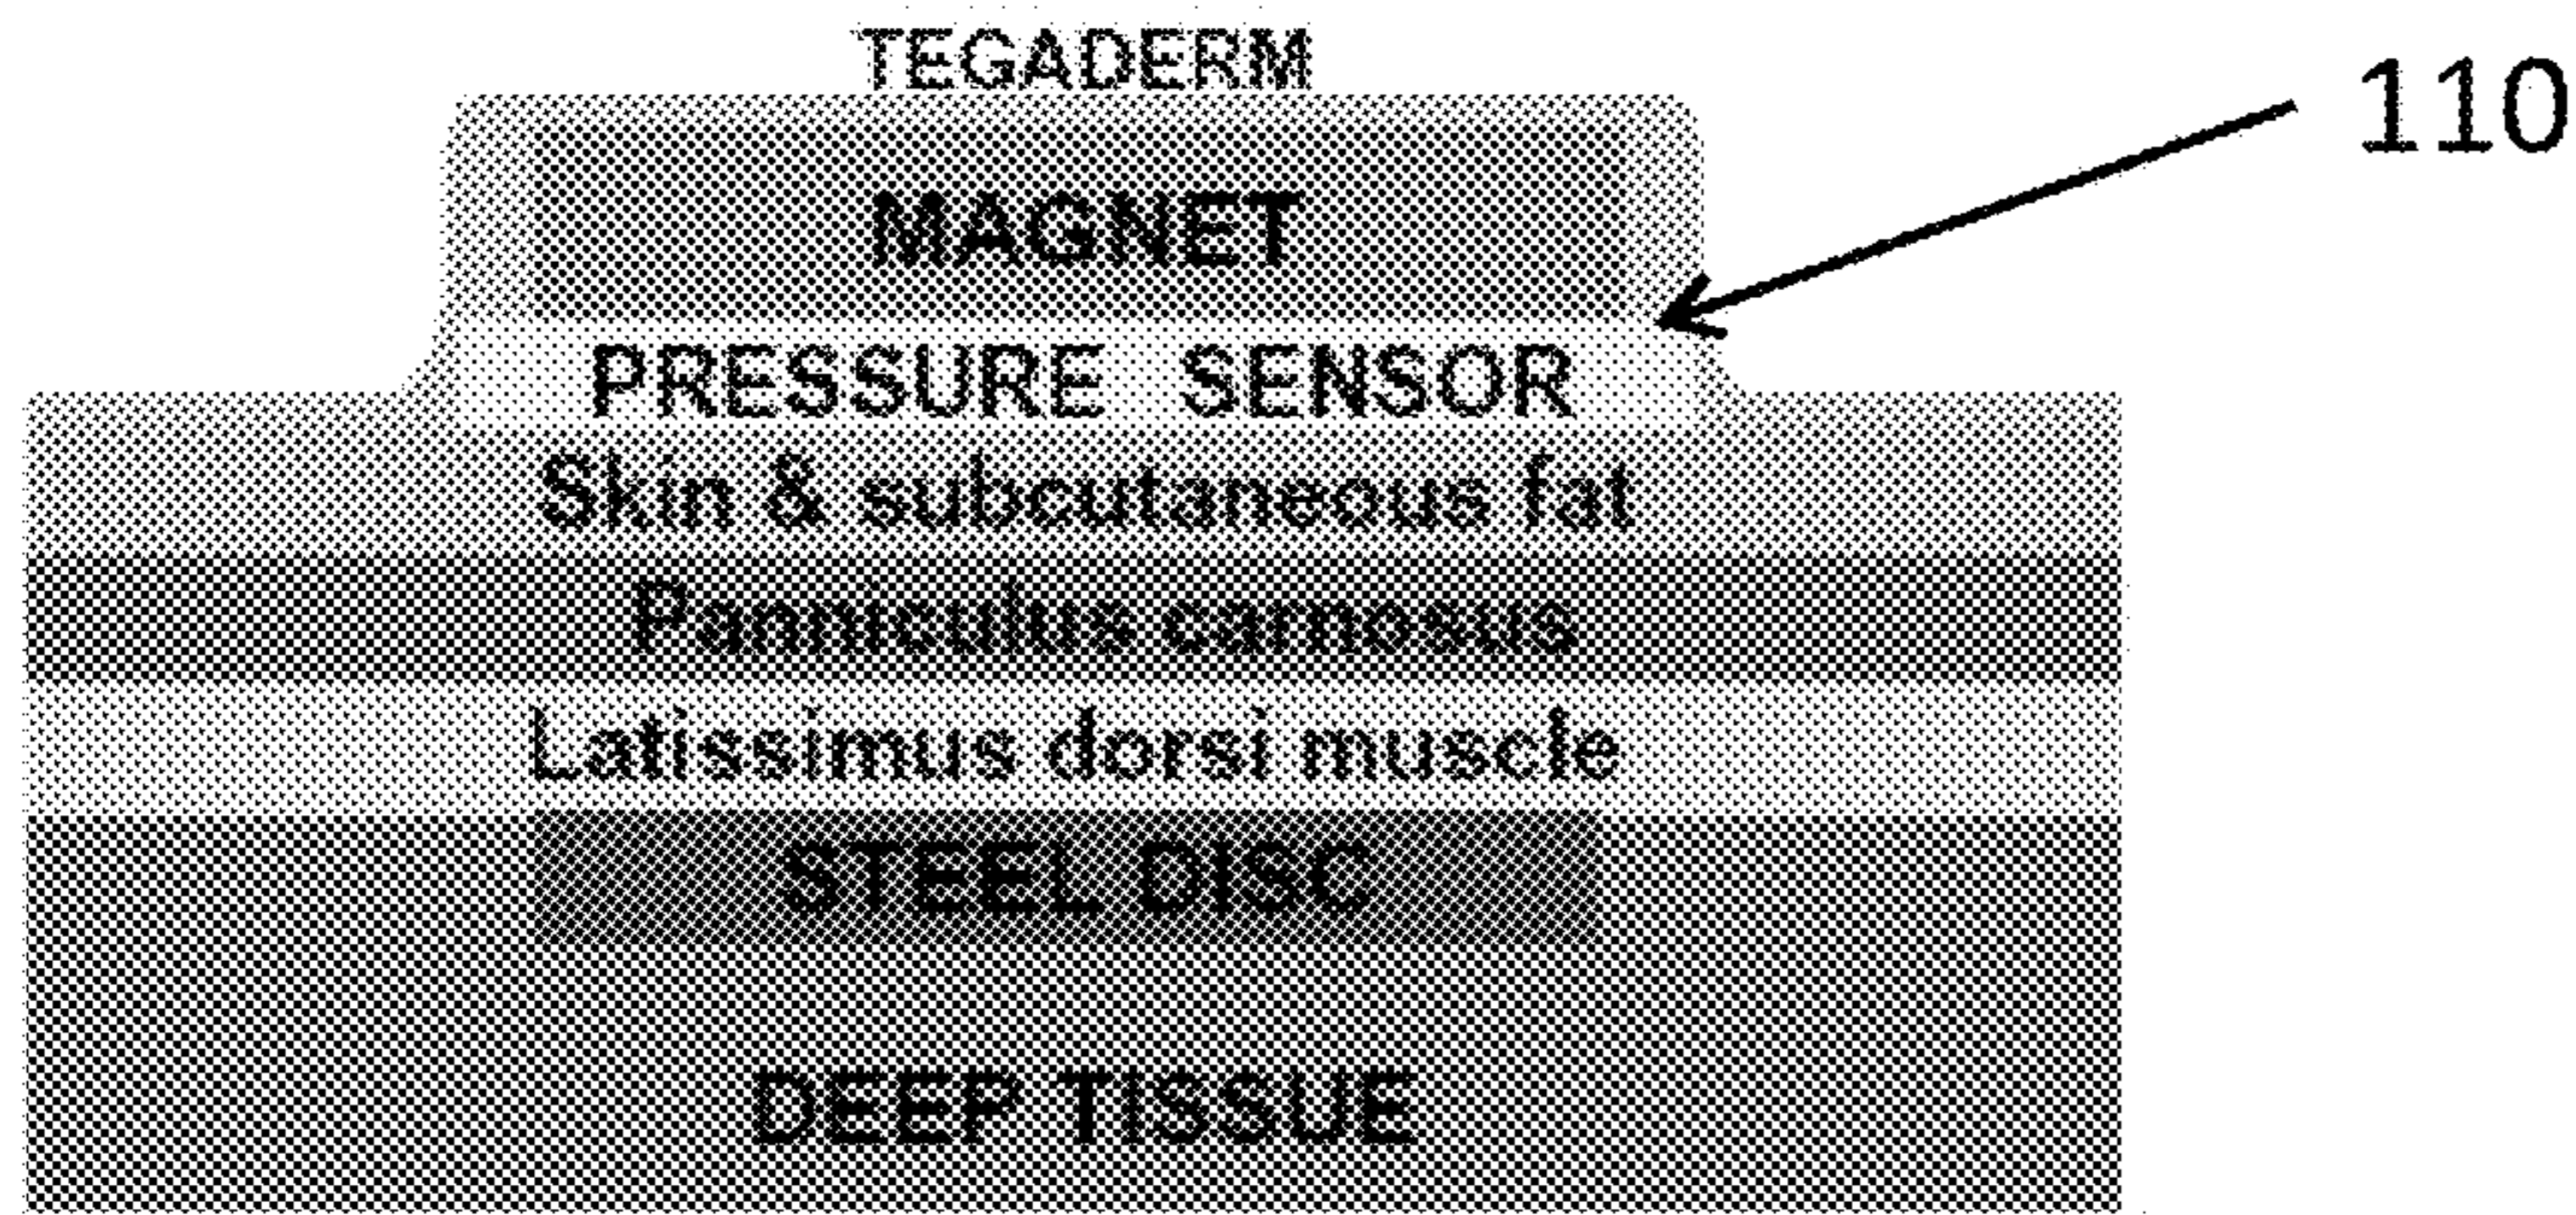 TEGADERM
110
MAGNET
PRESSURE SENSOR
Skin & subcutaneous fat
Panniculus carnosus
Latissimus dorsi muscle
STEEL DISC
DEEP TISSUE